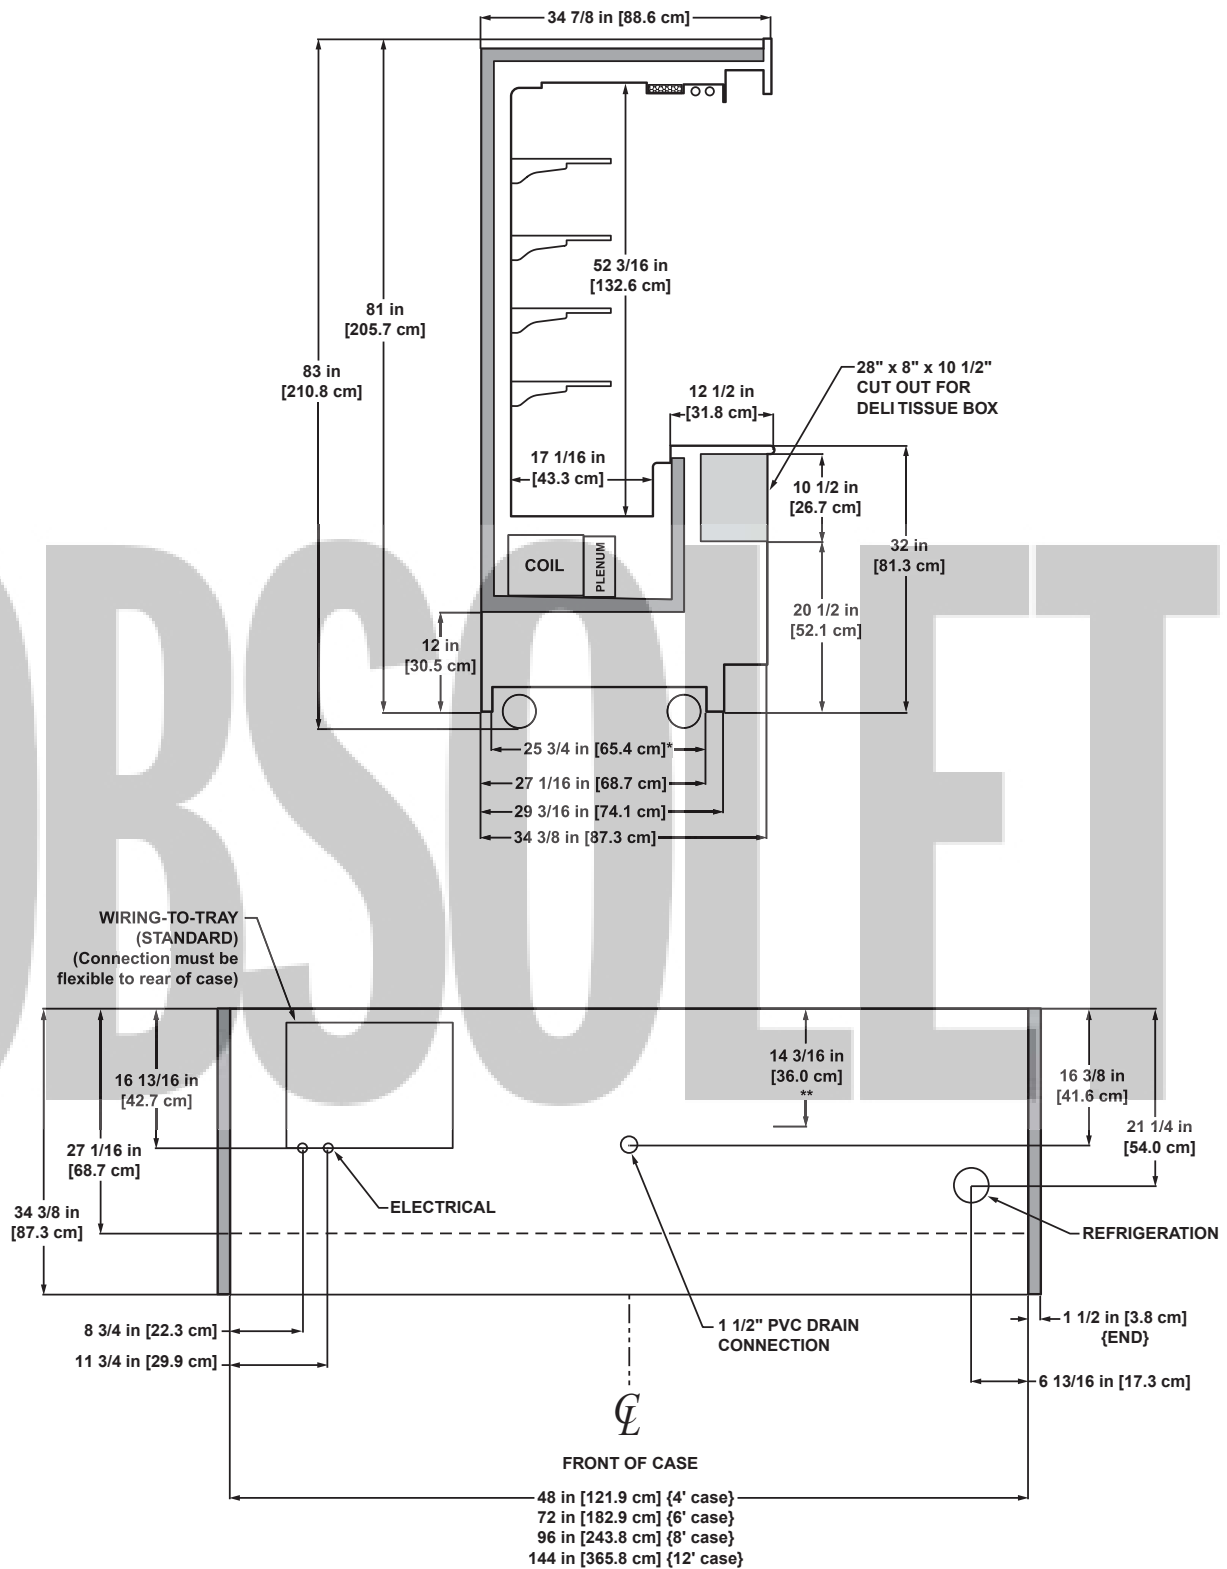 34 7/8 in [88.6 cm]
52 3/16 in
[132.6 cm]
81 in
[205.7 cm]
83 in
[210.8 cm]
28" x 8" x 10 1/2"
CUT OUT FOR
DELI TISSUE BOX
12 1/2 in
[31.8 cm]
17 1/16 in
[43.3 cm]
10 1/2 in
[26.7 cm]
32 in
[81.3 cm]
COIL
PLENUM
20 1/2 in
[52.1 cm]
12 in
[30.5 cm]
OBSOLET
25 3/4 in [65.4 cm]*
27 1/16 in [68.7 cm]
29 3/16 in [74.1 cm]
34 3/8 in [87.3 cm]
WIRING-TO-TRAY
(STANDARD)
(Connection must be
flexible to rear of case)
14 3/16 in
[36.0 cm]
**
16 13/16 in
[42.7 cm]
16 3/8 in
[41.6 cm]
21 1/4 in
[54.0 cm]
27 1/16 in
[68.7 cm]
34 3/8 in
[87.3 cm]
ELECTRICAL
REFRIGERATION
8 3/4 in [22.3 cm]
11 3/4 in [29.9 cm]
1 1/2" PVC DRAIN
CONNECTION
1 1/2 in [3.8 cm]
{END}
6 13/16 in [17.3 cm]
℄
FRONT OF CASE
48 in [121.9 cm] {4' case}
72 in [182.9 cm] {6' case}
96 in [243.8 cm] {8' case}
144 in [365.8 cm] {12' case}